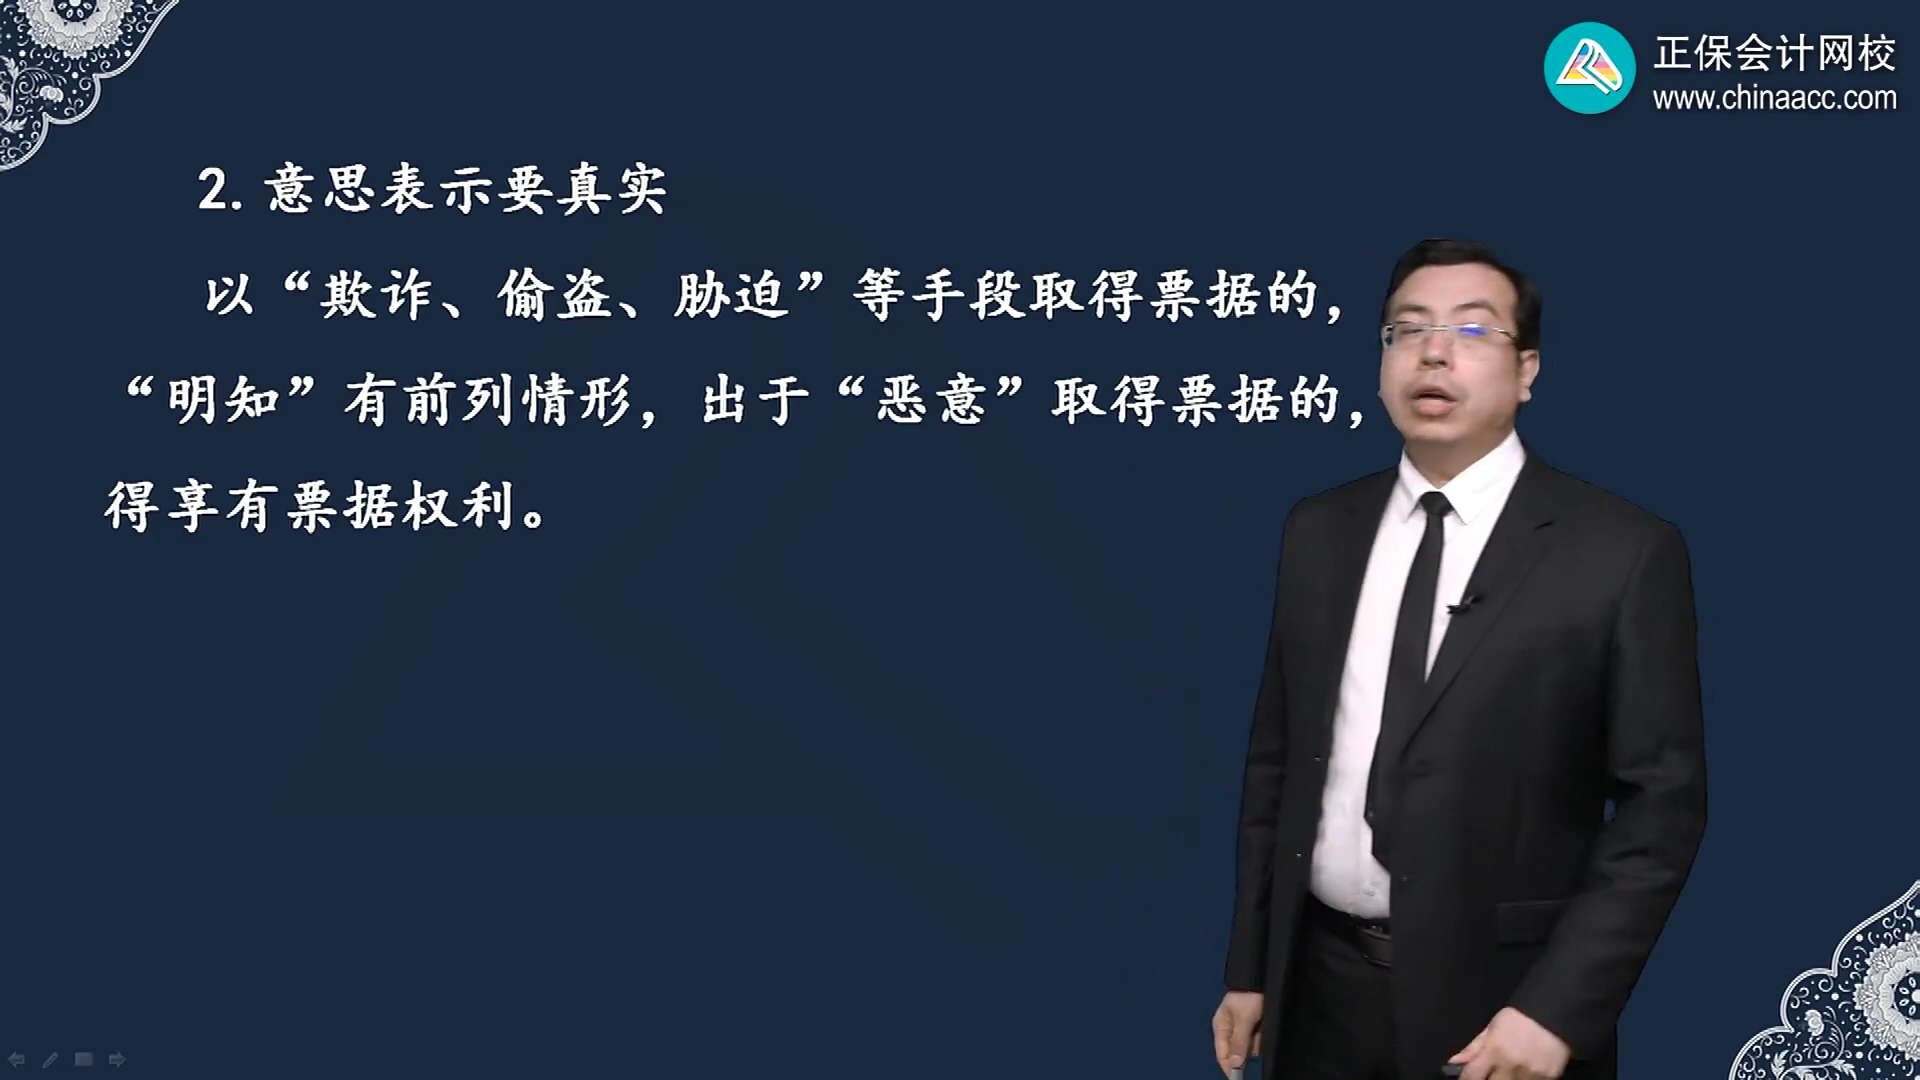 正保会计网校
www.chinaacc.com
2. 意思表示要真实
以“欺诈、偷盗、胁迫”等手段取得票据的，
“明知”有前列情形，出于“恶意”取得票据的，
得享有票据权利。